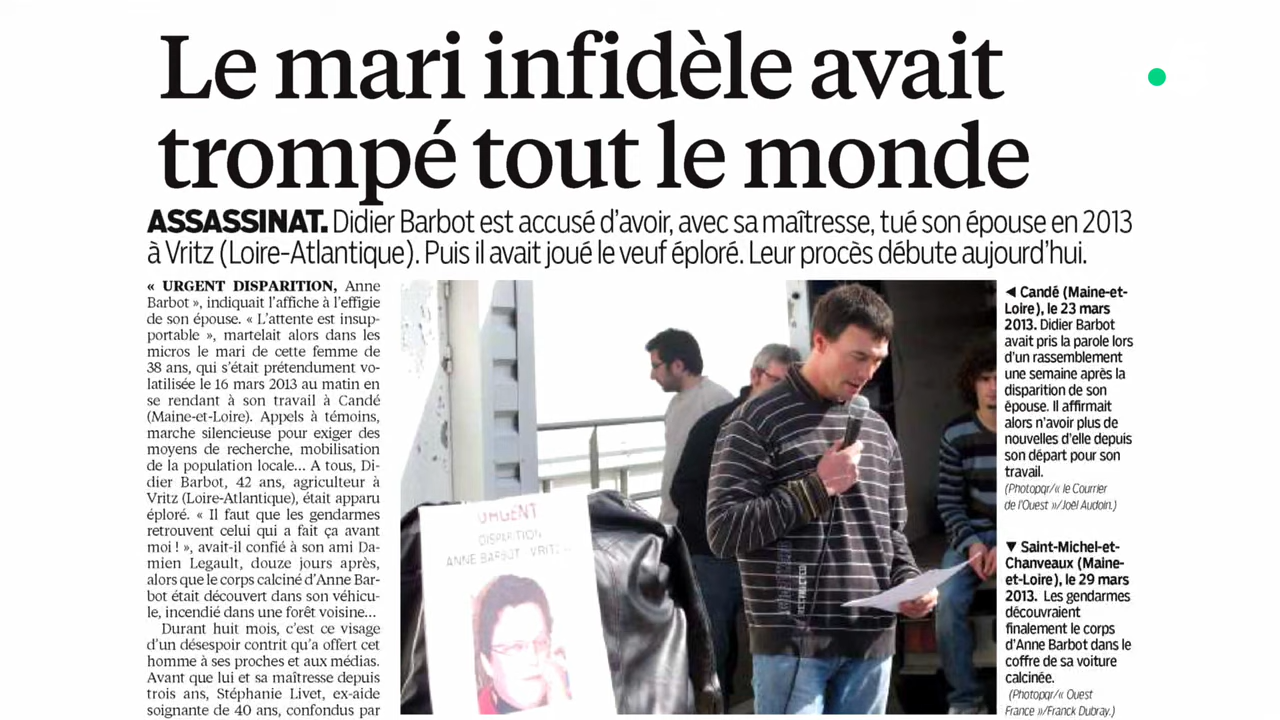 Le mari infidèle avait
trompé tout le monde
ASSASSINAT. Didier Barbot est accusé d'avoir, avec sa maîtresse, tué son épouse en 2013
à Vritz (Loire-Atlantique). Puis il avait joué le veuf éploré. Leur procès débute aujourd'hui.
« URGENT DISPARITION, Anne
Barbot », indiquait l'affiche à l'effigie
de son épouse. « L'attente est insup-
portable », martelait alors dans les
micros le mari de cette femme de
38 ans, qui s'était prétendument vo-
latilisée le 16 mars 2013 au matin en
se rendant à son travail à Candé
(Maine-et-Loire). Appels à témoins,
marche silencieuse pour exiger des
moyens de recherche, mobilisation
de la population locale... A tous, Di-
dier Barbot, 42 ans, agriculteur à
Vritz (Loire-Atlantique), était apparu
éploré. « Il faut que les gendarmes
retrouvent celui qui a fait ça avant
moi ! », avait-il confié à son ami Da-
mien Legault, douze jours après,
alors que le corps calciné d'Anne Bar-
bot était découvert dans son véhicu-
le, incendié dans une forêt voisine...
Durant huit mois, c'est ce visage
d'un désespoir contrit qu'a offert cet
homme à ses proches et aux médias.
Avant que lui et sa maîtresse depuis
trois ans, Stéphanie Livet, ex-aide
soignante de 40 ans, confondus par
URGENT
DISPARITION
ANNE BARBOT VRITZ
◄ Candé (Maine-et-
Loire), le 23 mars
2013. Didier Barbot
avait pris la parole lors
d'un rassemblement
une semaine après la
disparition de son
épouse. Il affirmait
alors n'avoir plus de
nouvelles d'elle depuis
son départ pour son
travail.
(Photopqr/« le Courrier
de l'Ouest »/Joël Audoin.)
▼ Saint-Michel-et-
Chanveaux (Maine-
et-Loire), le 29 mars
2013. Les gendarmes
découvraient
finalement le corps
d'Anne Barbot dans le
coffre de sa voiture
calcinée.
(Photopqr/« Ouest
France »/Franck Dubray.)